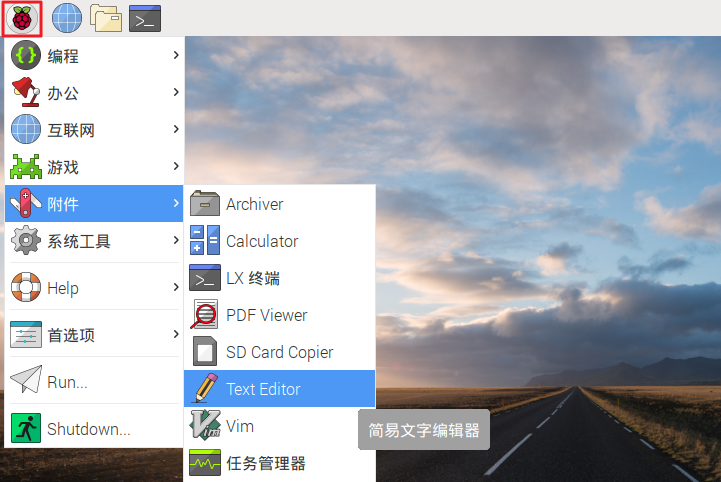 编程
办公
互联网
游戏
附件
系统工具
Help
首选项
Run...
Shutdown...
Archiver
Calculator
LX 终端
PDF Viewer
SD Card Copier
Text Editor
Vim
任务管理器
简易文字编辑器